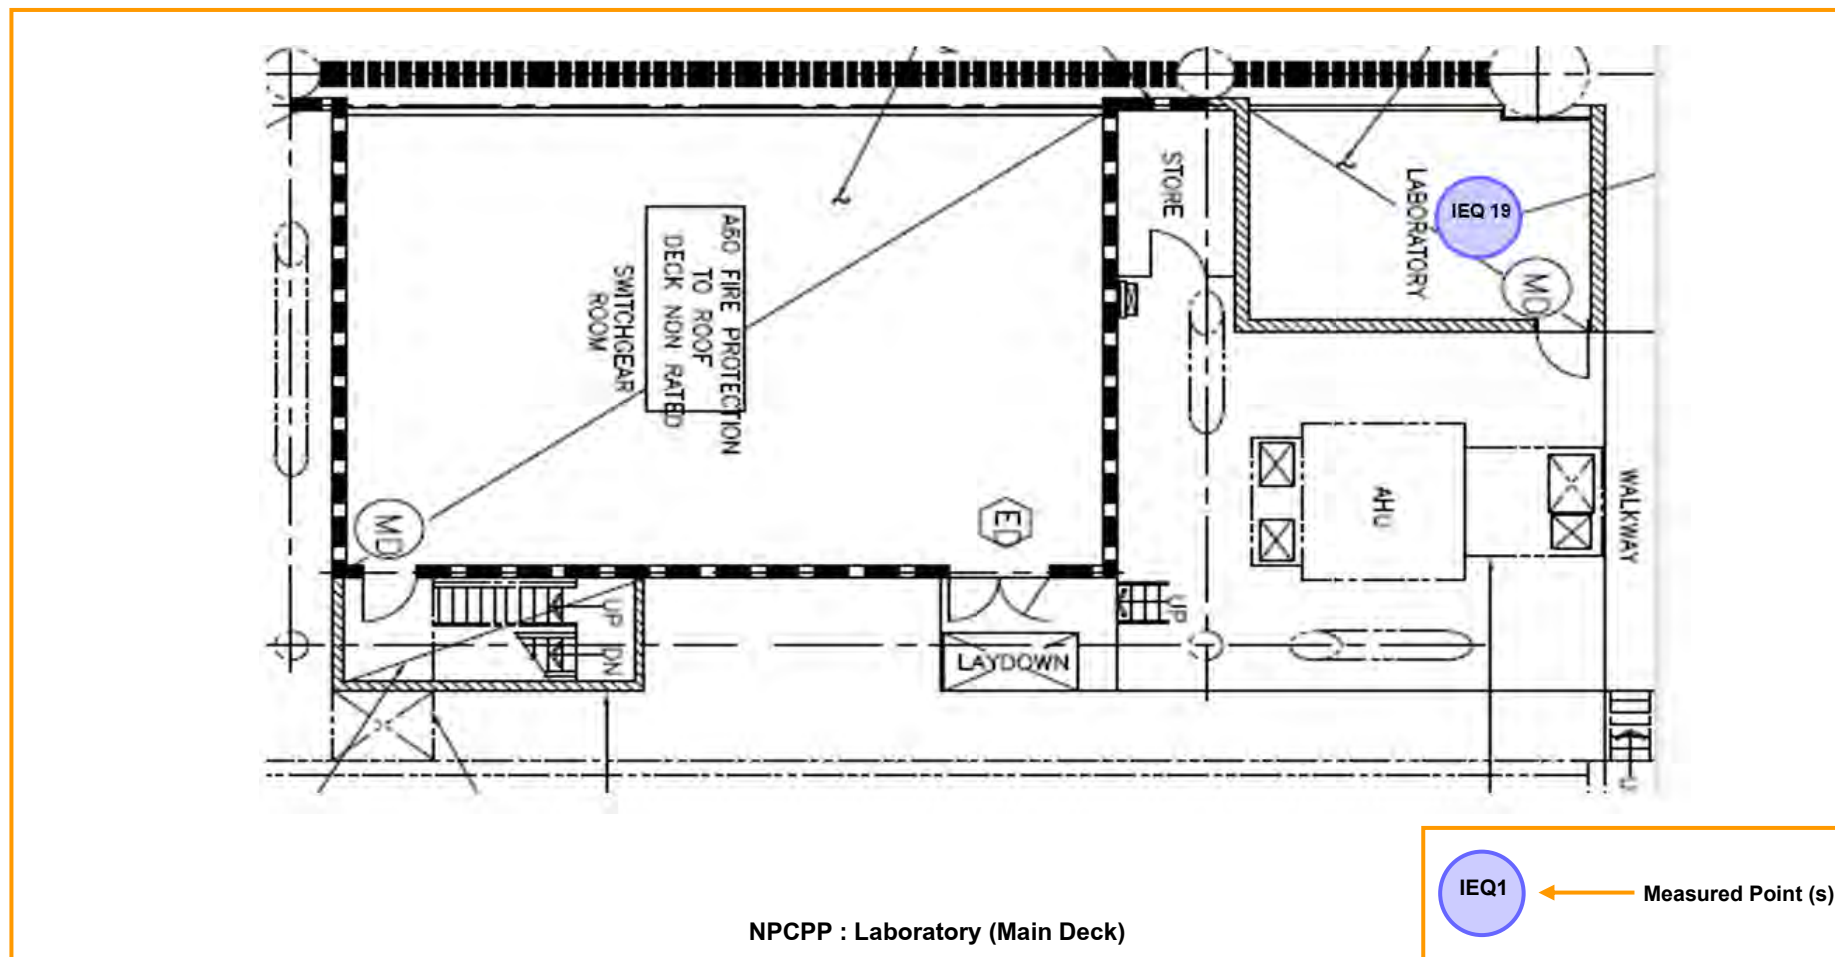 STORE
LABORATORY
IEQ 19
MD
A60 FIRE PROTECTION
TO ROOF
DECK NON RATED
SWITCHGEAR
ROOM
AHU
WALKWAY
MD
ED
UP
DN
UP
LAYDOWN
IEQ1
Measured Point (s)
NPCPP : Laboratory (Main Deck)